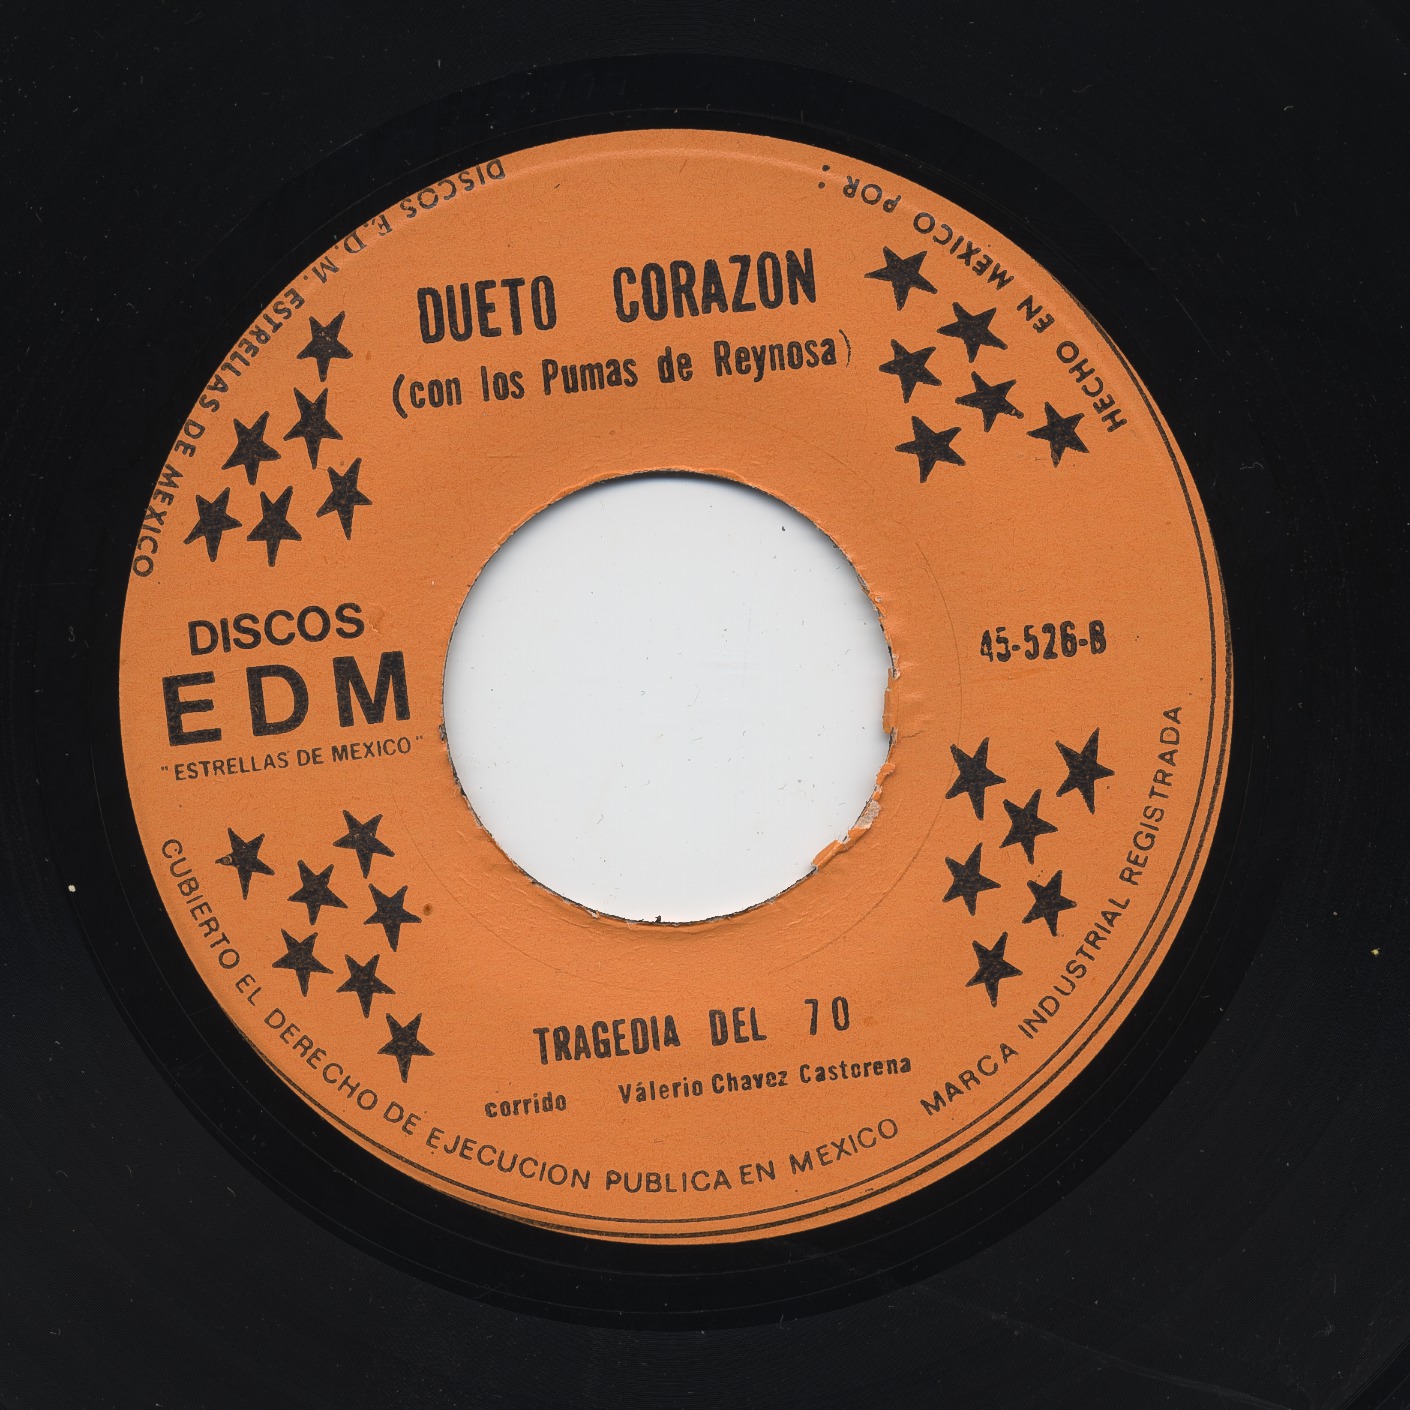 DUETO CORAZON
(con los Pumas de Reynosa)
HECHO EN MEXICO POR :
DISCOS E.D.M. ESTRELLAS DE MEXICO
DISCOS
EDM
"ESTRELLAS DE MEXICO"
45-526-B
TRAGEDIA DEL 70
corrido Válerio Chavez Castorena
CUBIERTO EL DERECHO DE EJECUCION PUBLICA EN MEXICO MARCA INDUSTRIAL REGISTRADA